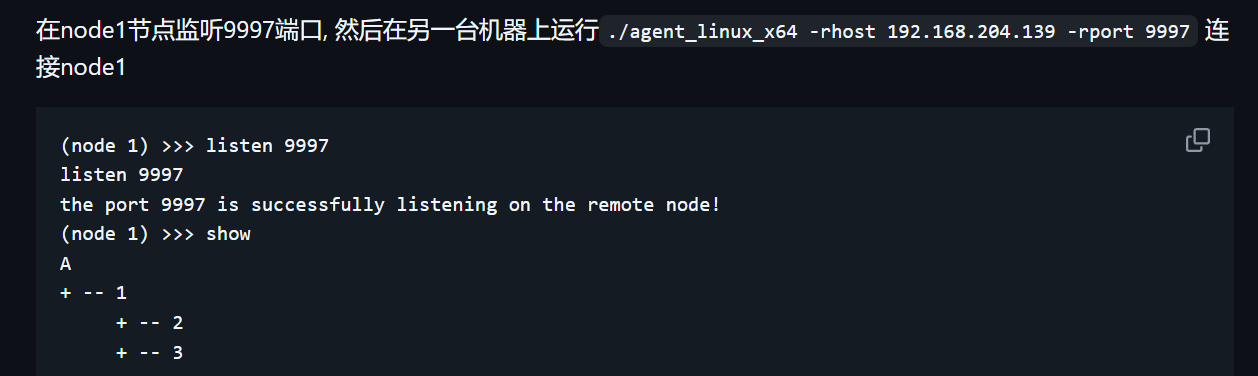 在node1节点监听9997端口, 然后在另一台机器上运行 ./agent_linux_x64 -rhost 192.168.204.139 -rport 9997 连
接node1
(node 1) >>> listen 9997
listen 9997
the port 9997 is successfully listening on the remote node!
(node 1) >>> show
A
+ -- 1
     + -- 2
     + -- 3